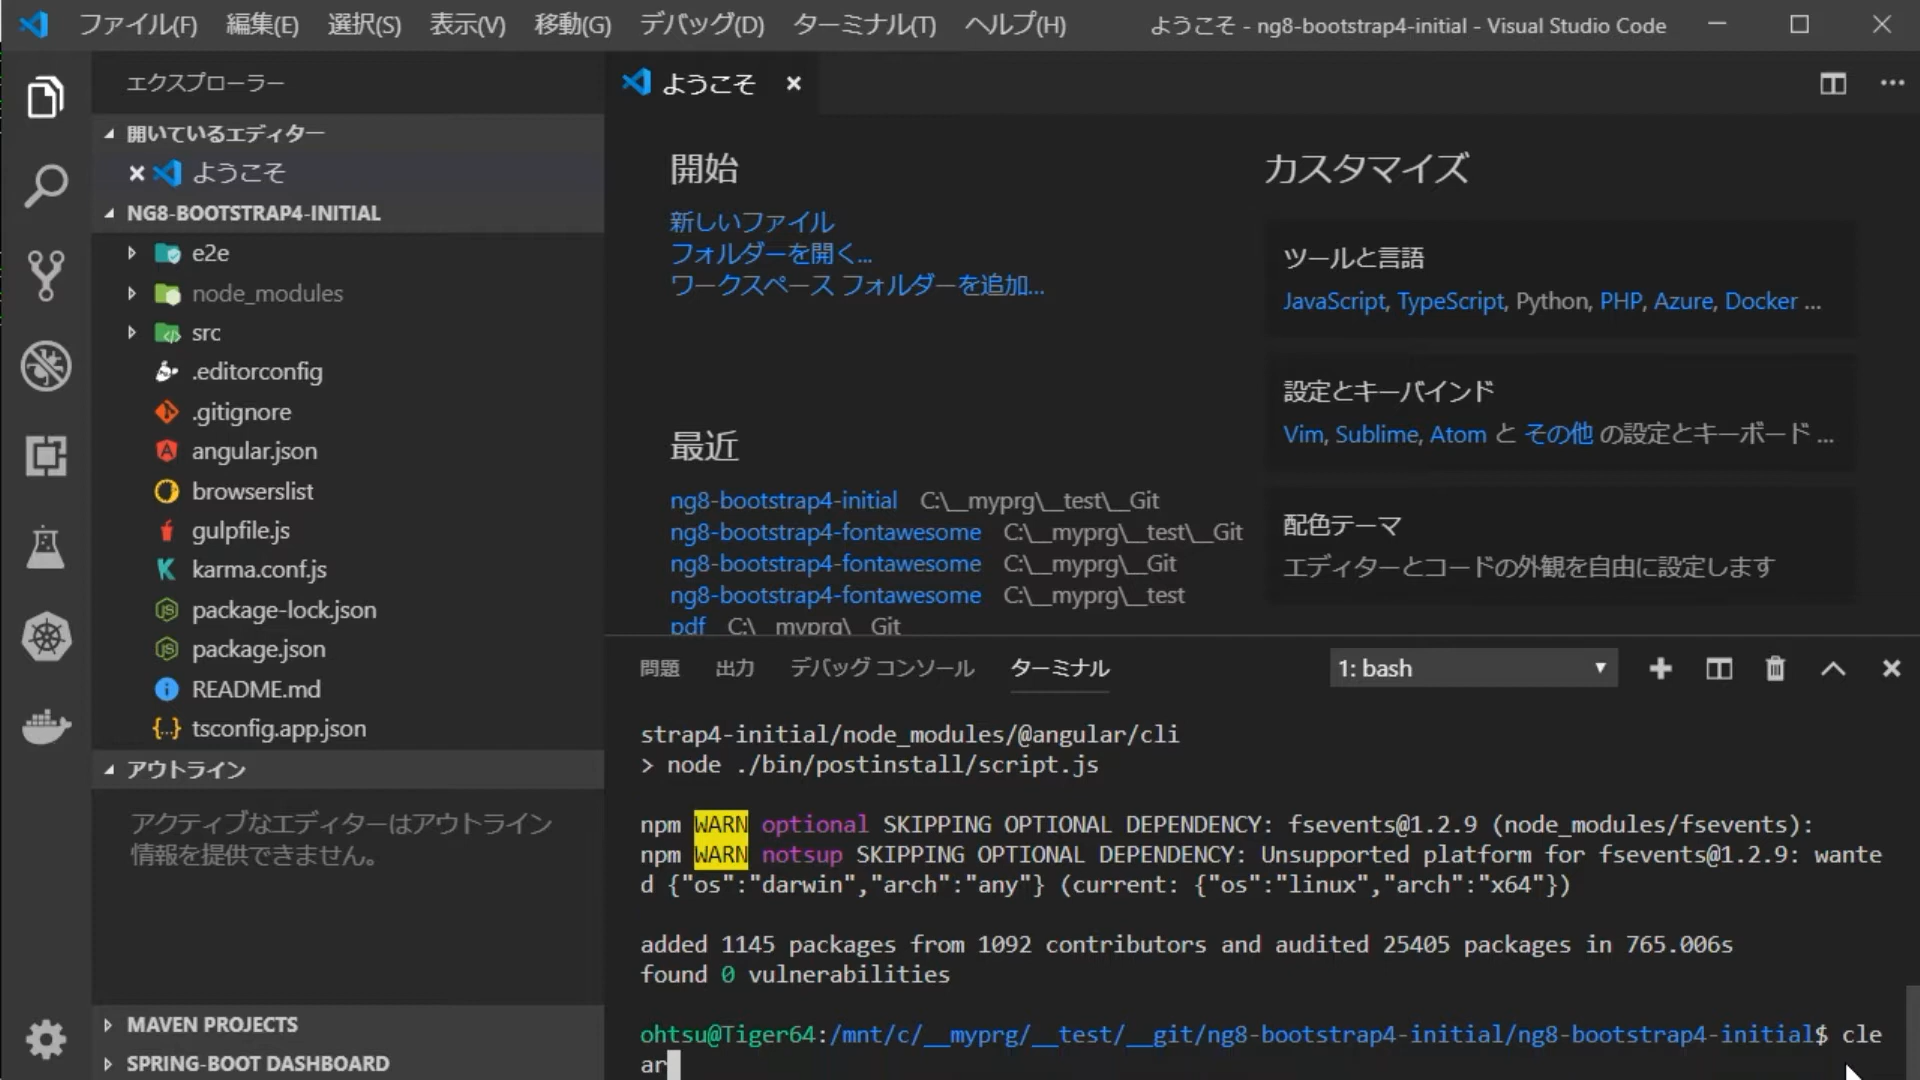 ファイル(F) 編集(E) 選択(S) 表示(V) 移動(G) デバッグ(D) ターミナル(T) ヘルプ(H) ようこそ - ng8-bootstrap4-initial - Visual Studio Code
エクスプローラー
開いているエディター
ようこそ
NG8-BOOTSTRAP4-INITIAL
e2e
node_modules
src
.editorconfig
.gitignore
angular.json
browserslist
gulpfile.js
karma.conf.js
package-lock.json
package.json
README.md
tsconfig.app.json
アウトライン
アクティブなエディターはアウトライン
情報を提供できません。
MAVEN PROJECTS
SPRING-BOOT DASHBOARD
ようこそ
開始
新しいファイル
フォルダーを開く...
ワークスペース フォルダーを追加...
最近
ng8-bootstrap4-initial C:\__myprg\__test\__Git
ng8-bootstrap4-fontawesome C:\__myprg\__test\__Git
ng8-bootstrap4-fontawesome C:\__myprg\__Git
ng8-bootstrap4-fontawesome C:\__myprg\__test
pdf C:\__myprg\__Git
カスタマイズ
ツールと言語
JavaScript, TypeScript, Python, PHP, Azure, Docker ...
設定とキーバインド
Vim, Sublime, Atom と その他 の設定とキーボード ...
配色テーマ
エディターとコードの外観を自由に設定します
問題 出力 デバッグ コンソール ターミナル 1: bash
strap4-initial/node_modules/@angular/cli
> node ./bin/postinstall/script.js
npm WARN optional SKIPPING OPTIONAL DEPENDENCY: fsevents@1.2.9 (node_modules/fsevents):
npm WARN notsup SKIPPING OPTIONAL DEPENDENCY: Unsupported platform for fsevents@1.2.9: wante
d {"os":"darwin","arch":"any"} (current: {"os":"linux","arch":"x64"})
added 1145 packages from 1092 contributors and audited 25405 packages in 765.006s
found 0 vulnerabilities
ohtsu@Tiger64:/mnt/c/__myprg/__test/__git/ng8-bootstrap4-initial/ng8-bootstrap4-initial$ cle
ar